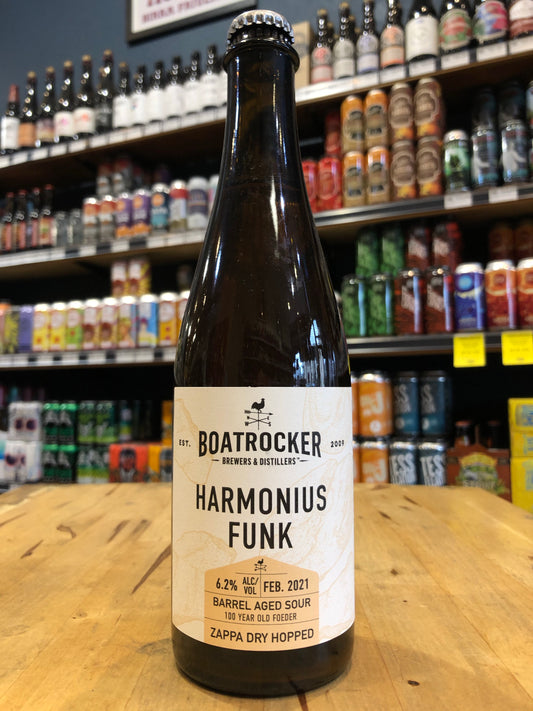 EST. BOATROCKER 2009
BREWERS & DISTILLERS™
HARMONIUS
FUNK
6.2% ALC/VOL FEB. 2021
BARREL AGED SOUR
100 YEAR OLD FOEDER
ZAPPA DRY HOPPED